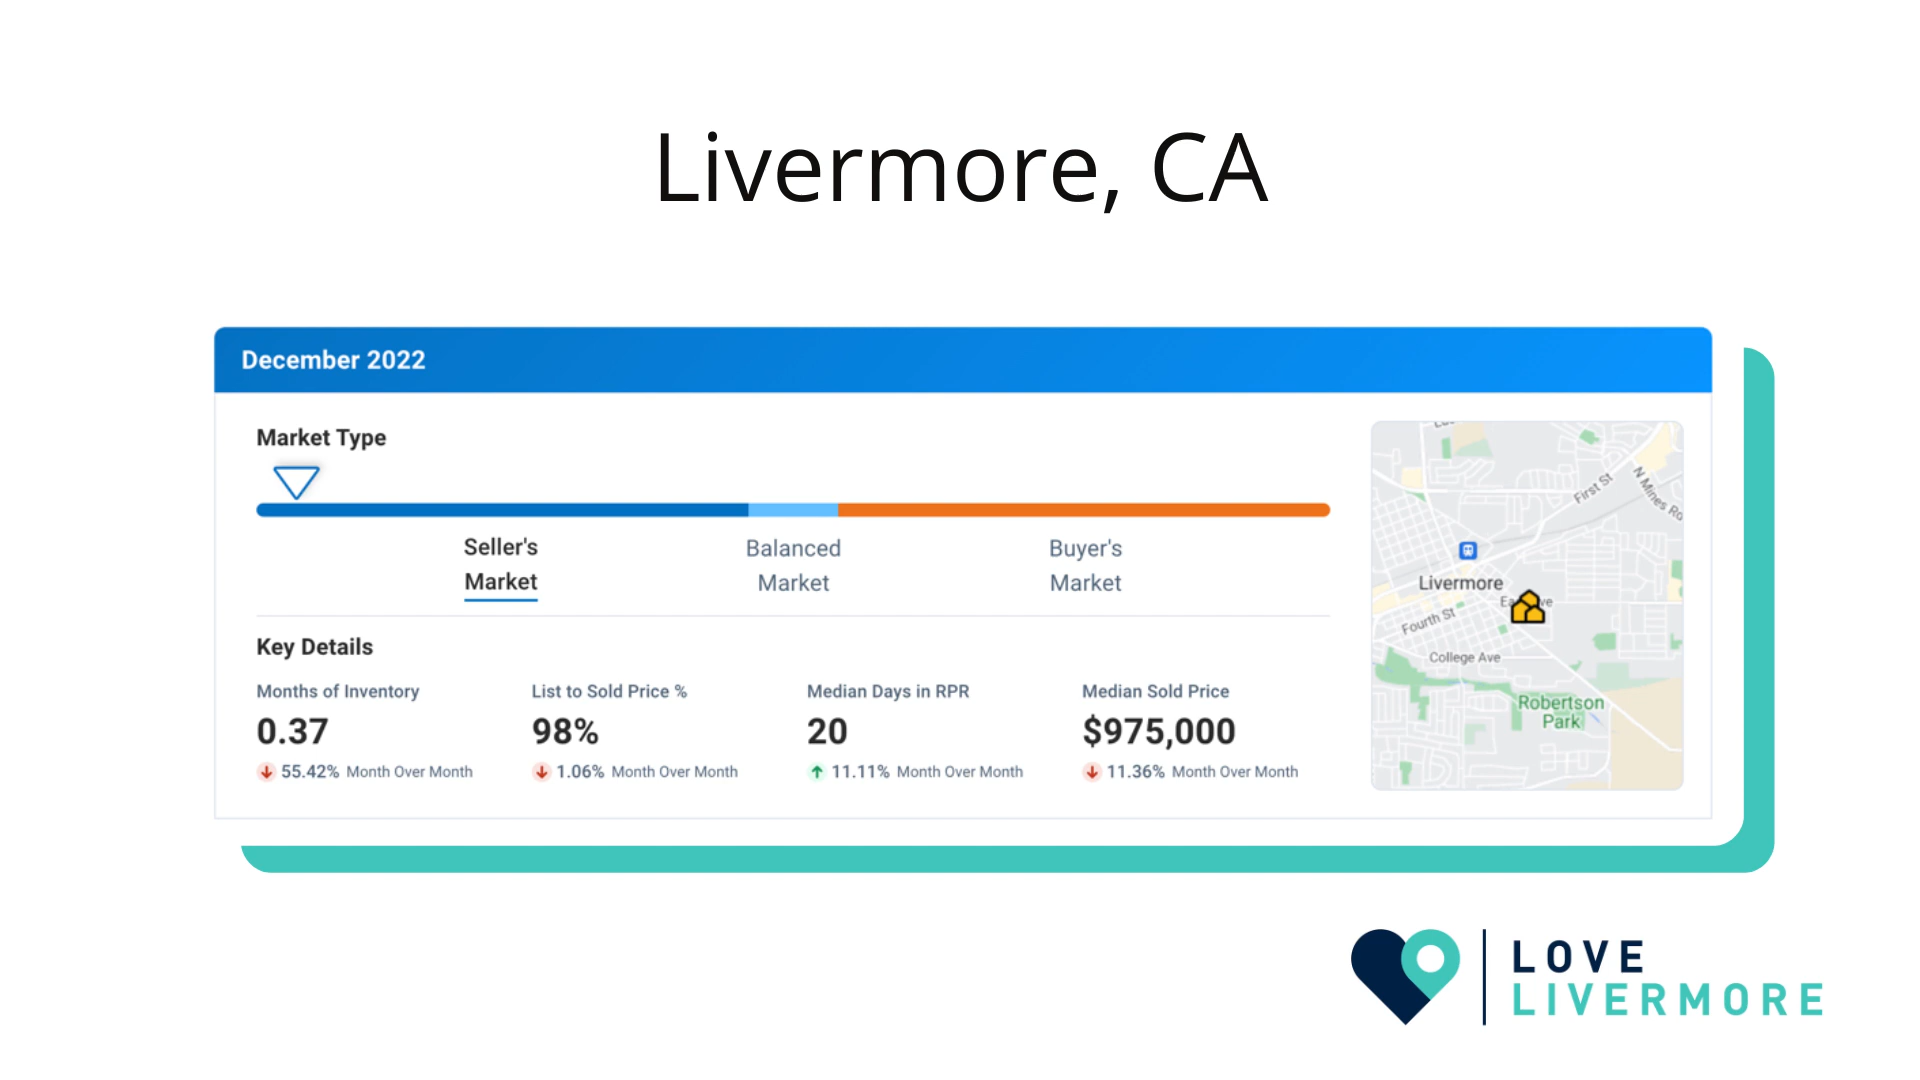 Livermore, CA
December 2022
Market Type
Seller's
Market
Balanced
Market
Buyer's
Market
Key Details
Months of Inventory
0.37
55.42% Month Over Month
List to Sold Price %
98%
1.06% Month Over Month
Median Days in RPR
20
11.11% Month Over Month
Median Sold Price
$975,000
11.36% Month Over Month
First St
N Mines Ro
Livermore
Fourth St
College Ave
Robertson
Park
LOVE
LIVERMORE